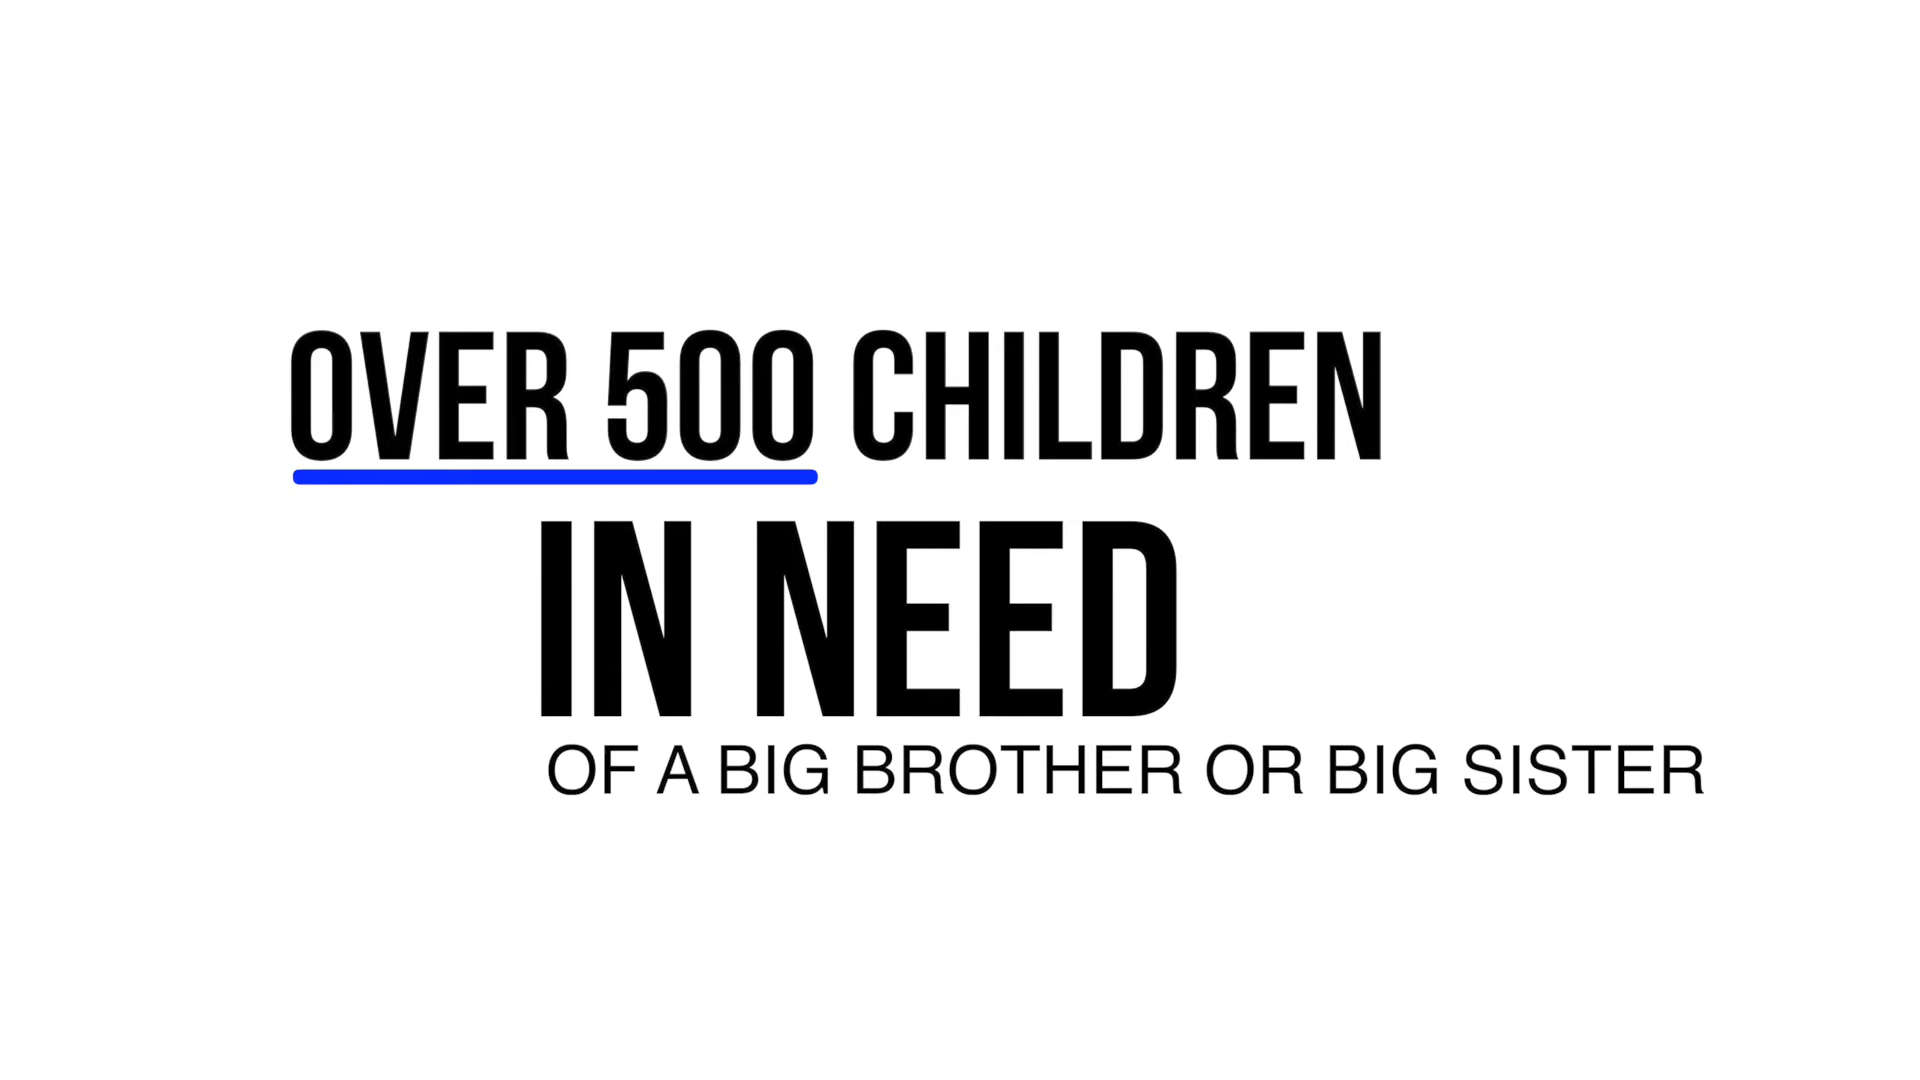 OVER 500 CHILDREN
IN NEED
OF A BIG BROTHER OR BIG SISTER